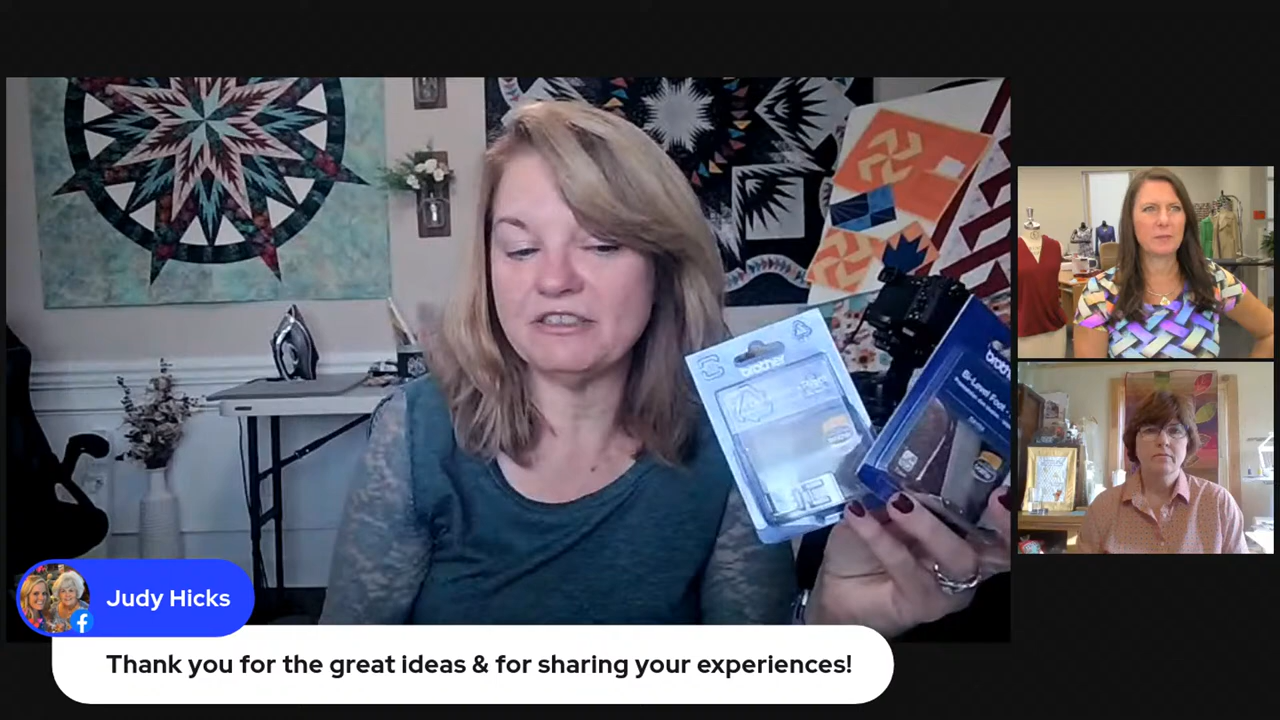 brother
brother
Bi-Level Foot
Judy Hicks
Thank you for the great ideas & for sharing your experiences!